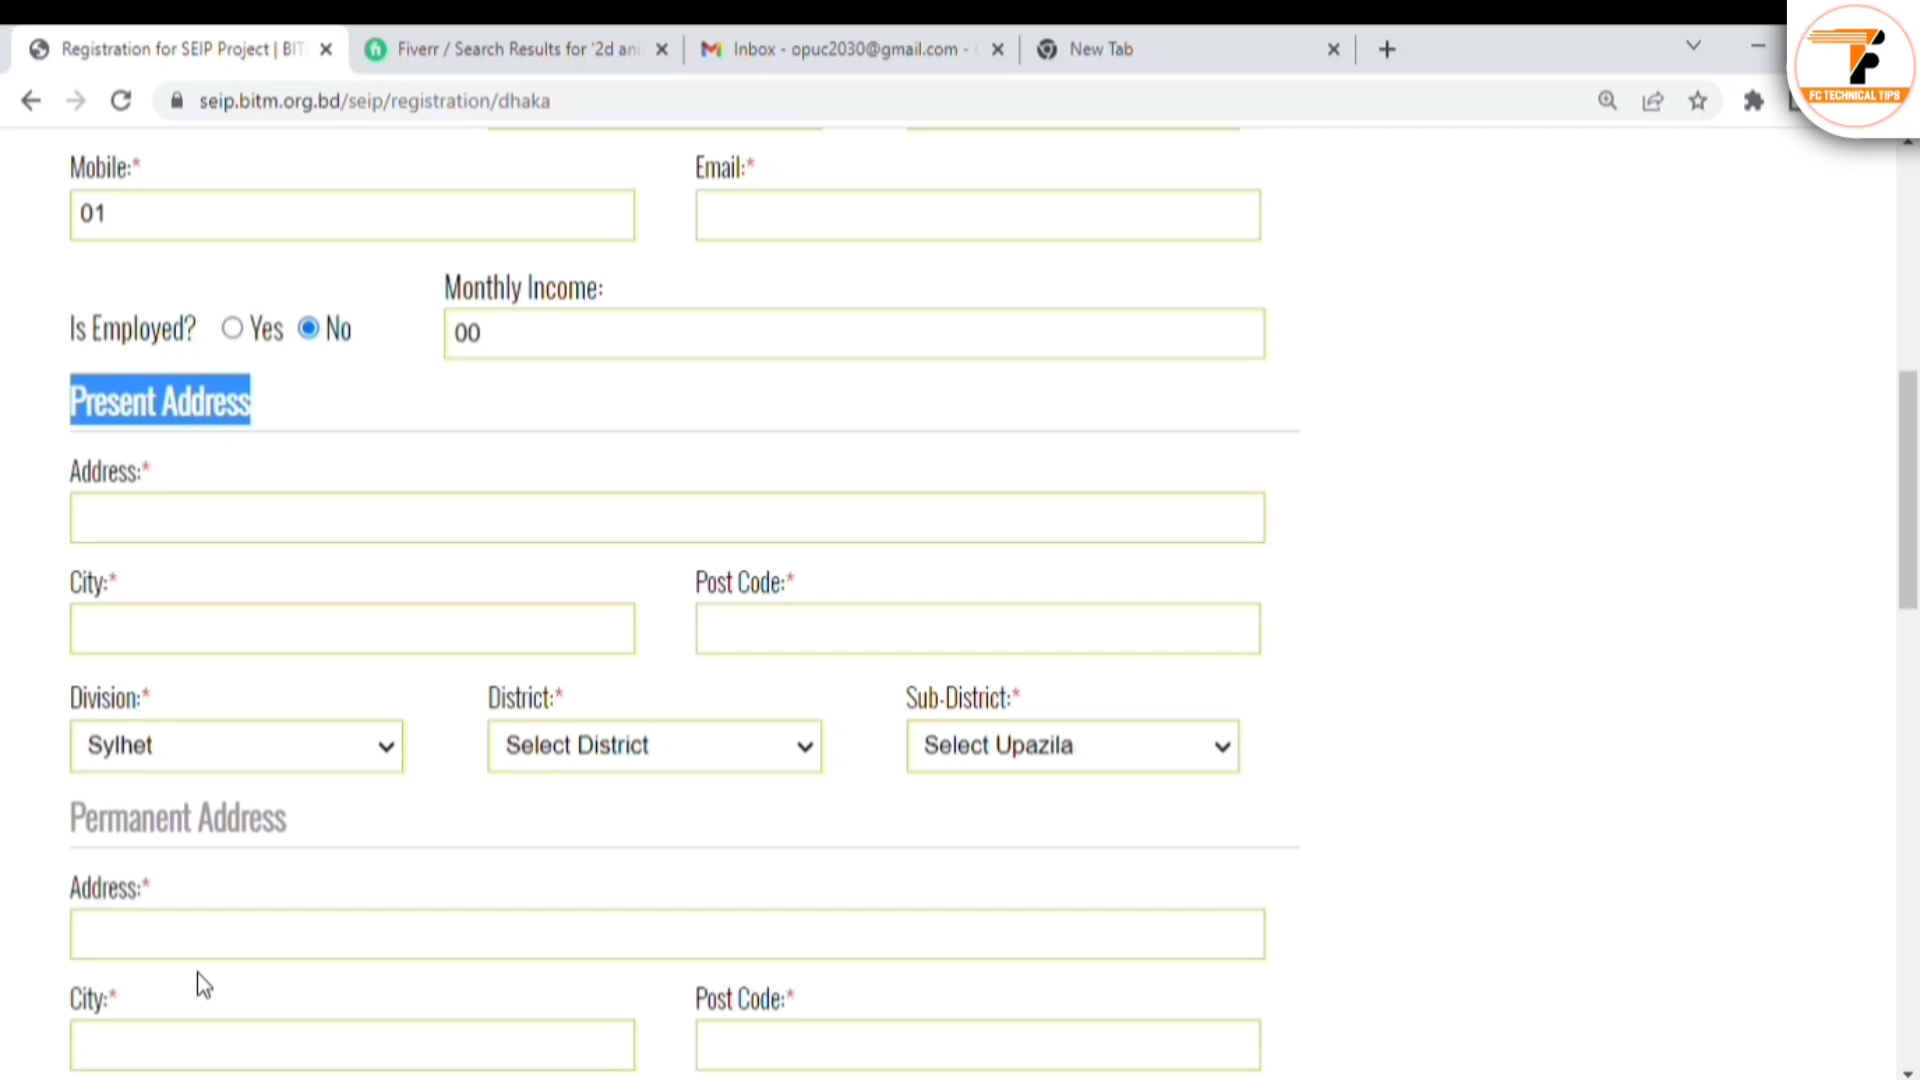 Registration for SEIP Project | BIT
Fiverr / Search Results for '2d ani
Inbox - opuc2030@gmail.com -
New Tab
seip.bitm.org.bd/seip/registration/dhaka
FC TECHNICAL TIPS
Mobile:* Email:*
01
Monthly Income:
Is Employed? Yes No 00
Present Address
Address:*
City:* Post Code:*
Division:* District:* Sub-District:*
Sylhet Select District Select Upazila
Permanent Address
Address:*
City:* Post Code:*